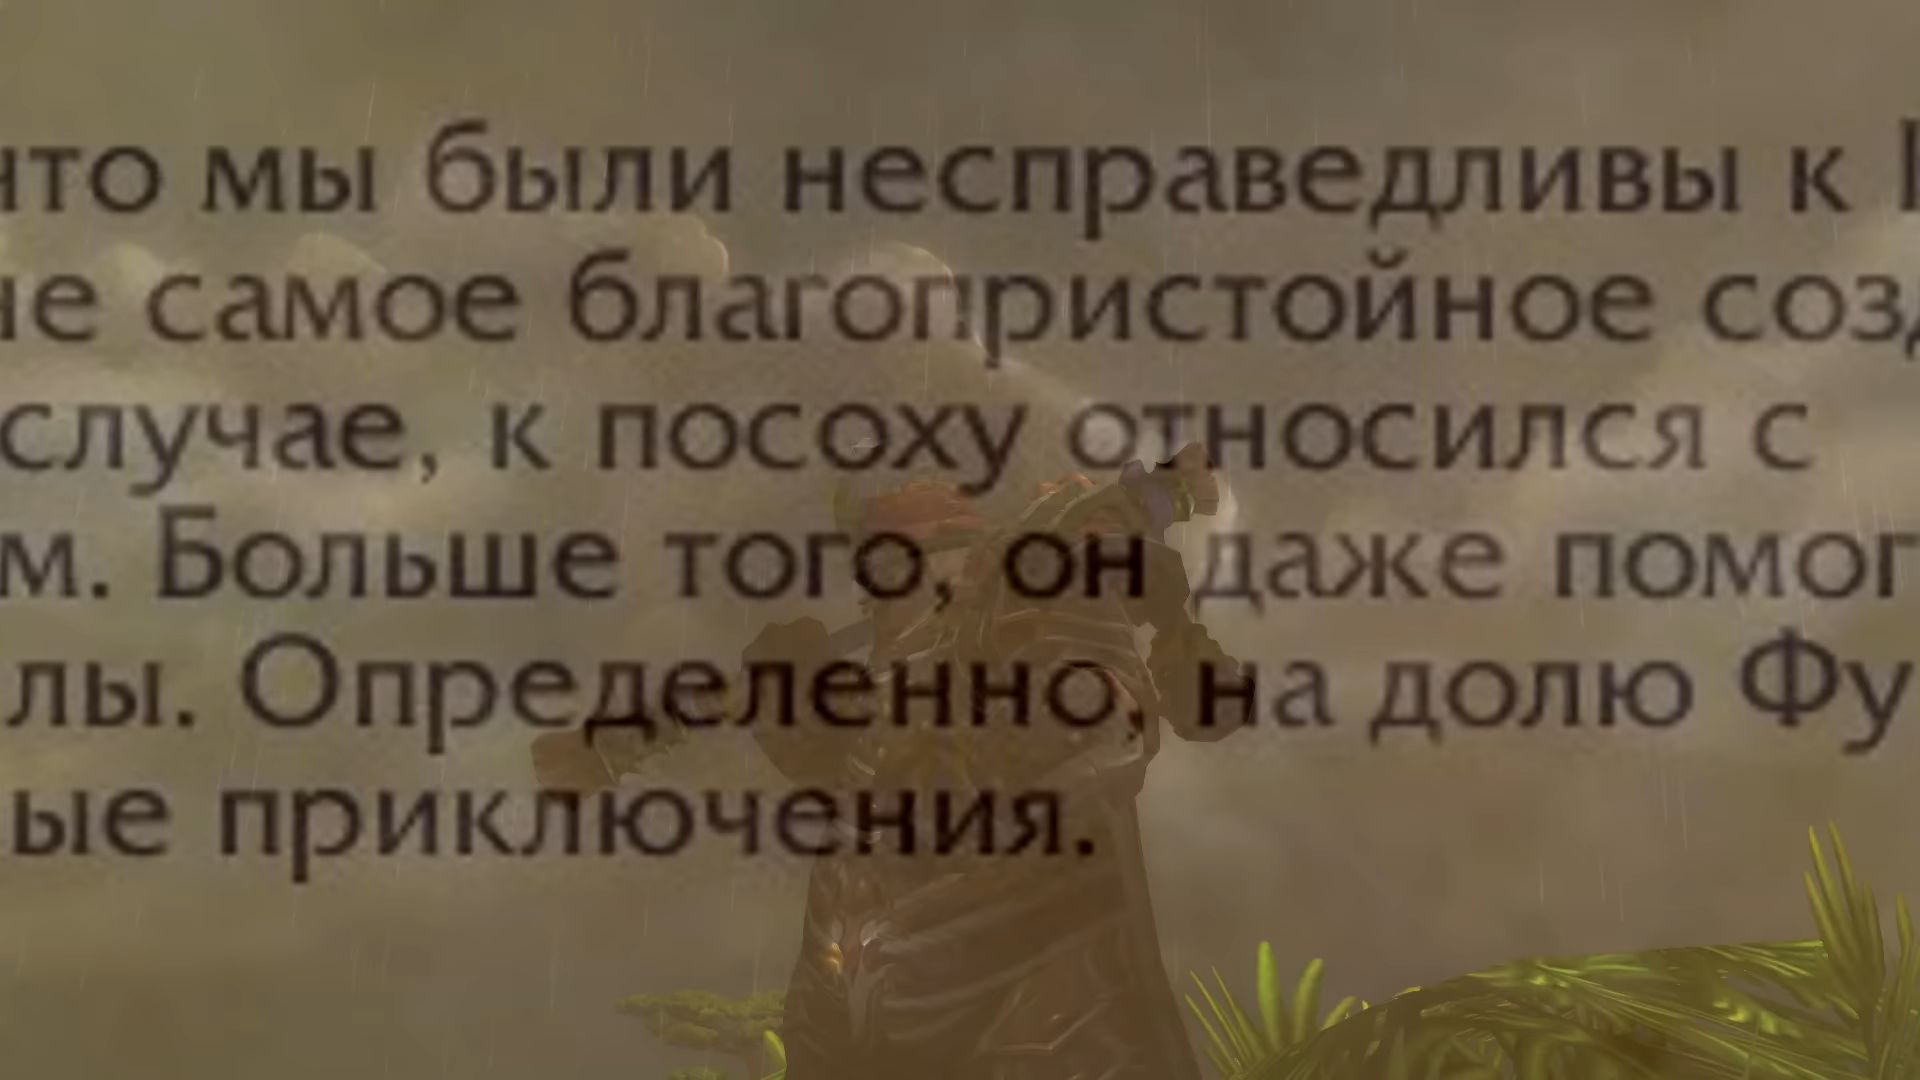 что мы были несправедливы к
не самое благопристойное
случае, к посоху относился с
м. Больше того, он даже помог
лы. Определенно, на долю Фу
ые приключения.